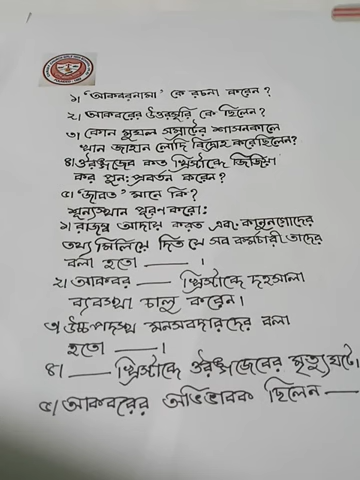 ১। 'আকবরনামা' কে রচনা করেন?
২। আকবরের উত্তরসূরি কে ছিলেন?
৩। কোন মুঘল সম্রাটের শাসনকালে
খান জাহান লোদি বিদ্রোহ করেছিলেন?
৪। ঔরঙ্গজেব কত খ্রিস্টাব্দে জিজিয়া
কর পুনঃপ্রবর্তন করেন?
৫। 'জাবত' মানে কি?
শূন্যস্থান পূরণ করো:
১। রাজস্ব আদায় করত এবং কানুনগোদের
তথ্য মিলিয়ে দিত যে সব কর্মচারী তাদের
বলা হতো ——— ।
২। আকবর —— খ্রিস্টাব্দে দহসালা
ব্যবস্থা চালু করেন।
৩। উচ্চপদস্থ মনসবদারদের বলা
হতো ———।
৪। —— খ্রিস্টাব্দে ঔরঙ্গজেবের মৃত্যু ঘটে।
৫। আকবরের অভিভাবক ছিলেন ——